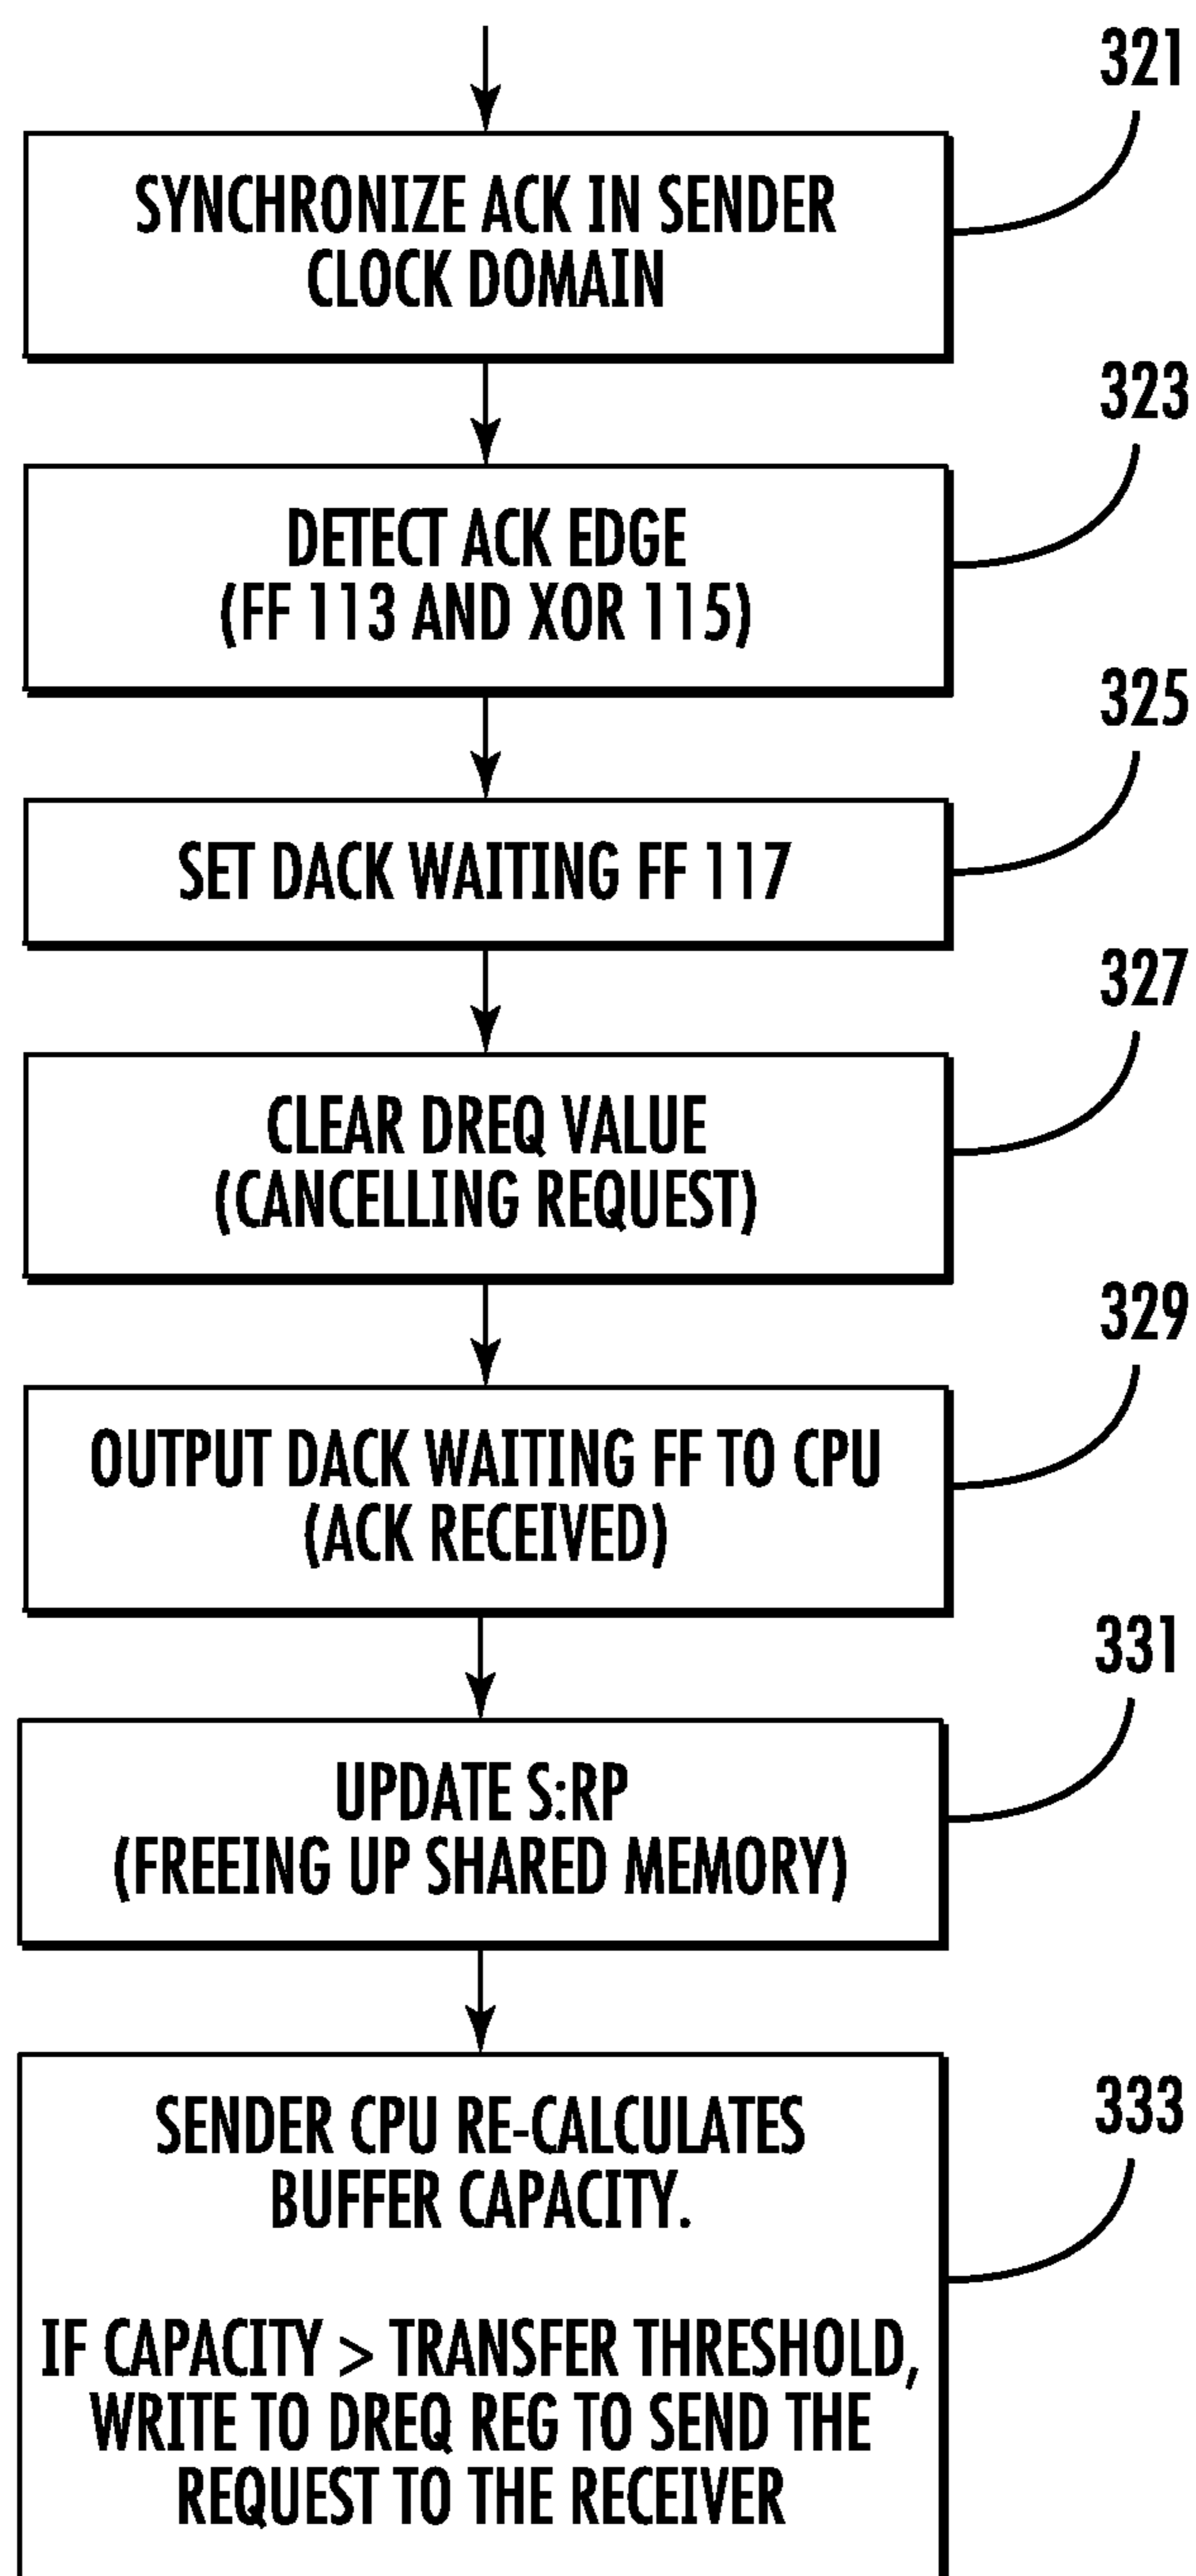 321
SYNCHRONIZE ACK IN SENDER
CLOCK DOMAIN
323
DETECT ACK EDGE
(FF 113 AND XOR 115)
325
SET DACK WAITING FF 117
327
CLEAR DREQ VALUE
(CANCELLING REQUEST)
329
OUTPUT DACK WAITING FF TO CPU
(ACK RECEIVED)
331
UPDATE S:RP
(FREEING UP SHARED MEMORY)
333
SENDER CPU RE-CALCULATES
BUFFER CAPACITY.
IF CAPACITY > TRANSFER THRESHOLD,
WRITE TO DREQ REG TO SEND THE
REQUEST TO THE RECEIVER